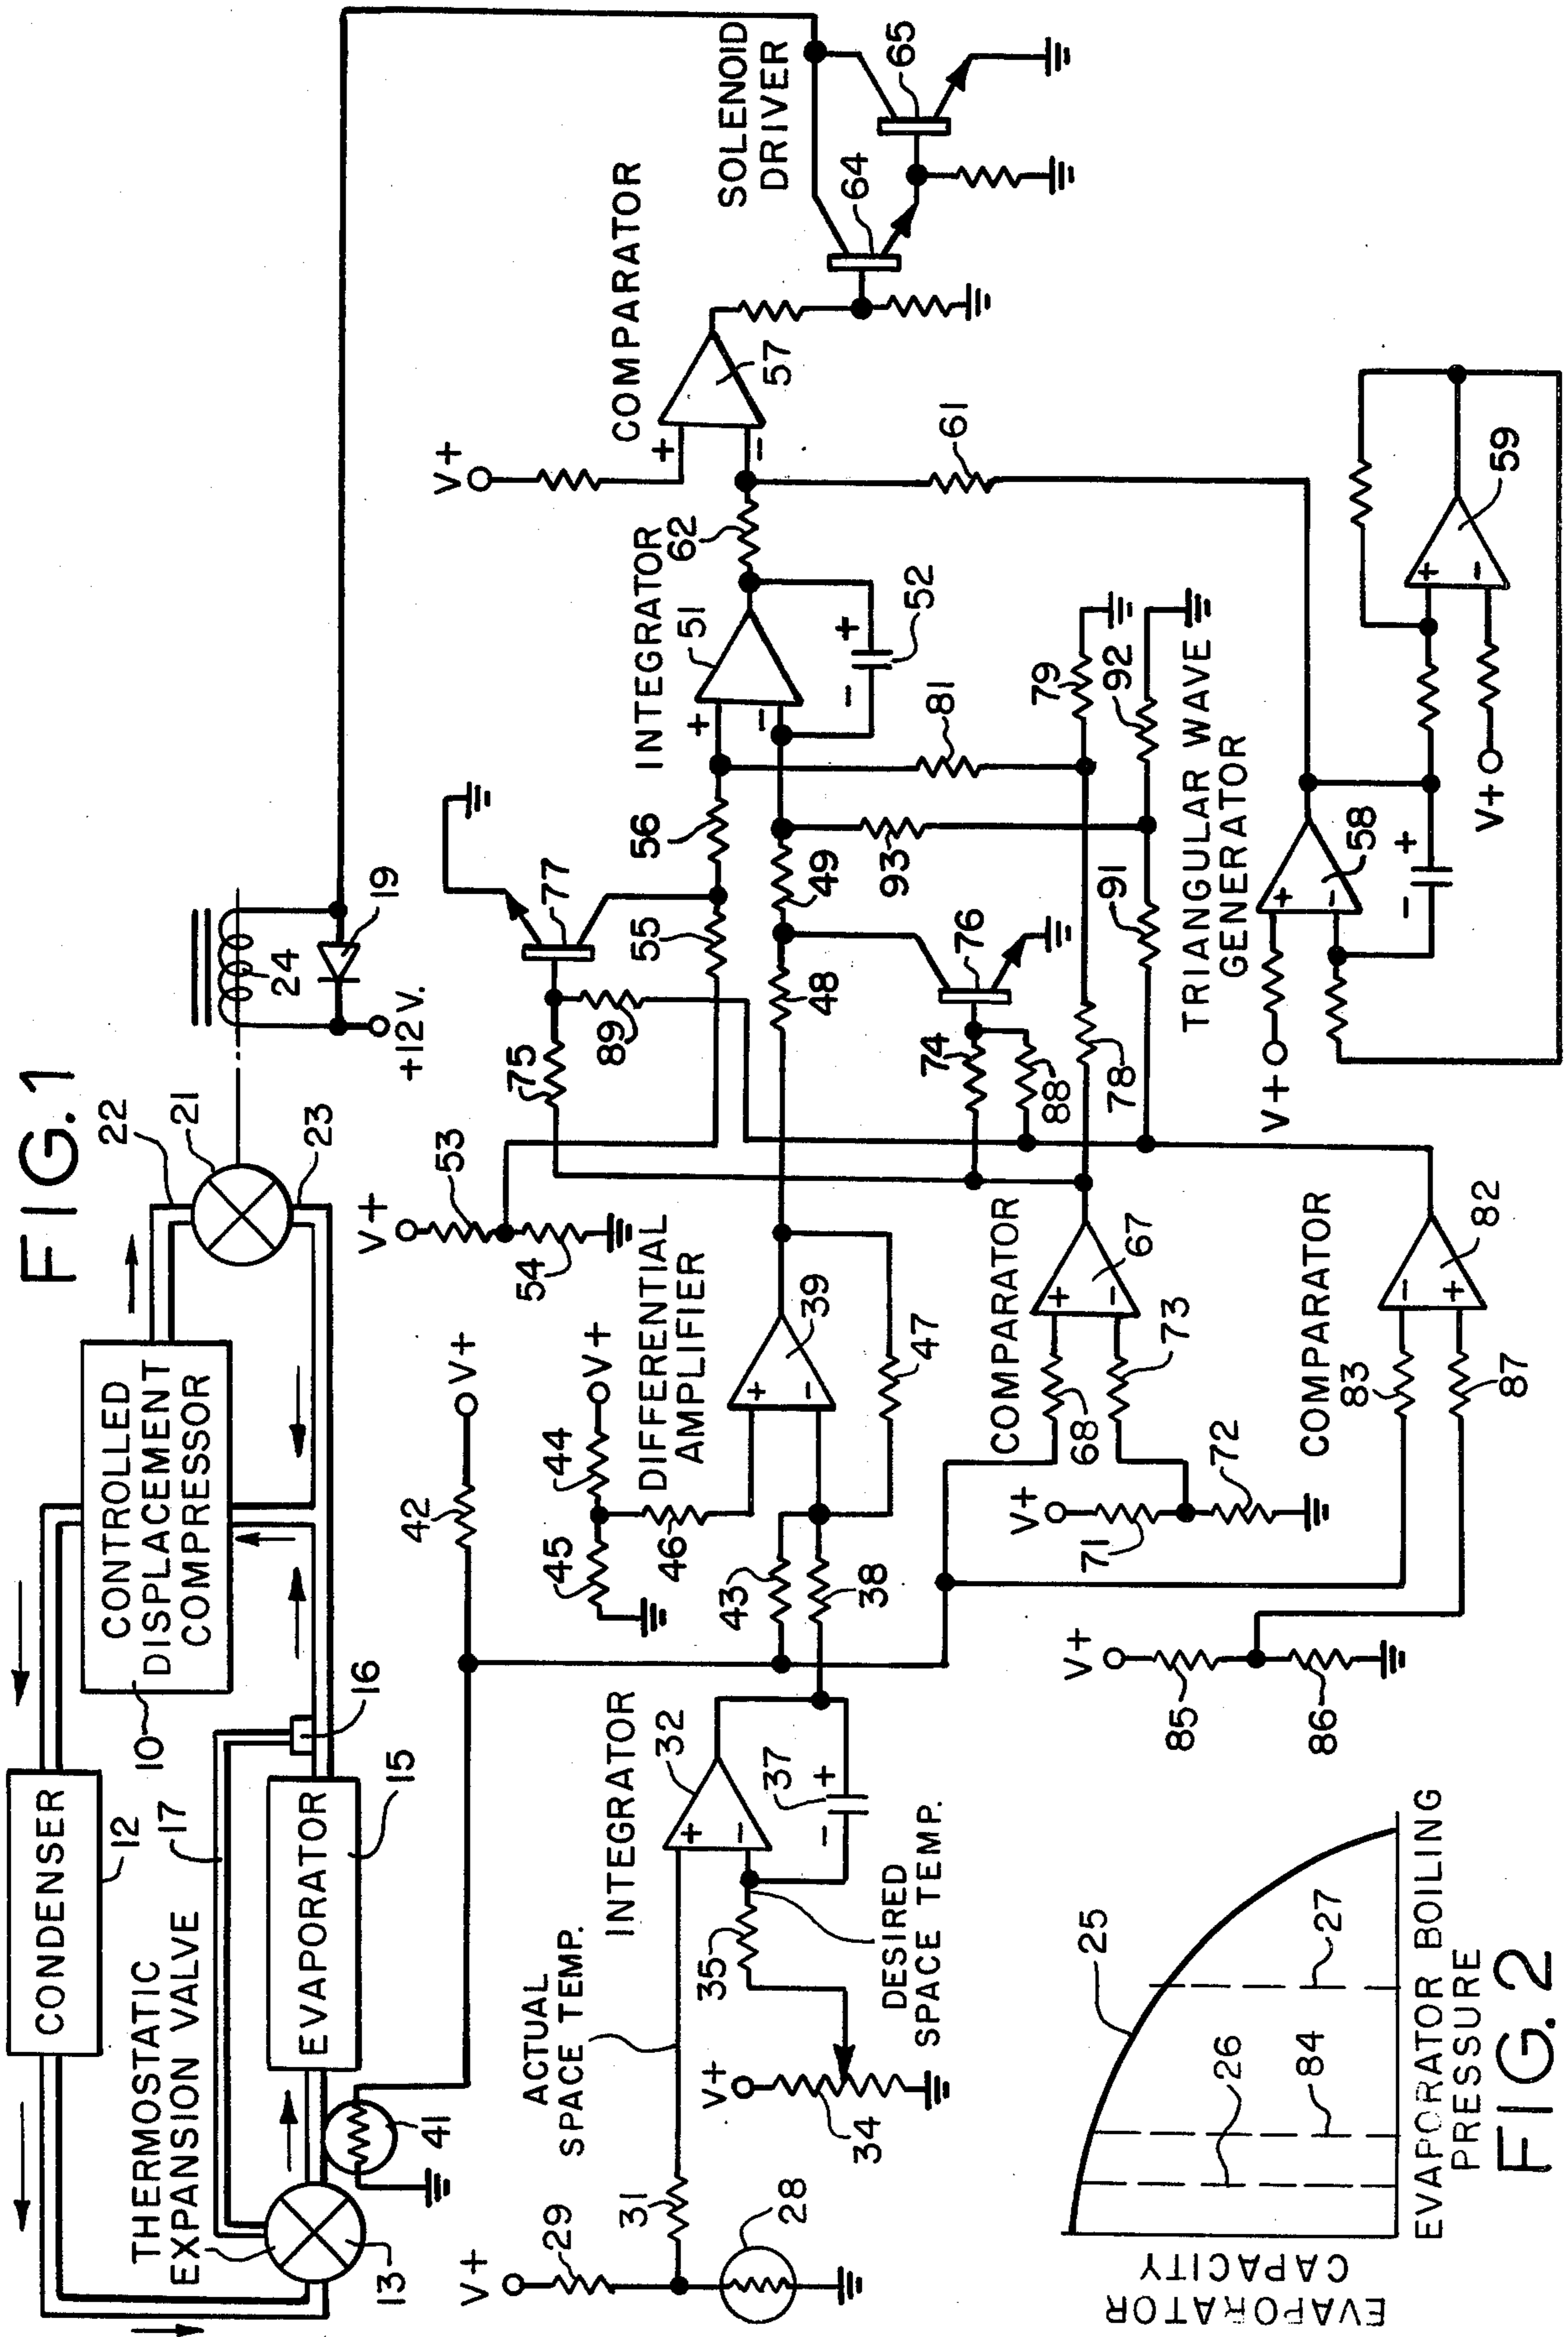 FIG. 1
CONDENSER
12
CONTROLLED
DISPLACEMENT
COMPRESSOR
10
22
21
23
THERMOSTATIC
EXPANSION VALVE
17
16
EVAPORATOR
15
13
41
24
19
+12 V.
V+
29
31
28
ACTUAL
SPACE TEMP.
V+
34
35
DESIRED
SPACE TEMP.
INTEGRATOR
+
-
32
37
-
+
42
V+
45
44
V+
46
43
38
DIFFERENTIAL
AMPLIFIER
+
-
39
47
V+
53
54
75
89
77
55
56
48
49
INTEGRATOR
+
-
51
-
+
52
62
V+
COMPARATOR
+
-
57
61
SOLENOID
DRIVER
64
65
V+
71
72
68
73
COMPARATOR
+
-
67
74
88
76
78
79
81
91
92
93
V+
85
86
83
87
COMPARATOR
-
+
82
TRIANGULAR WAVE
GENERATOR
V+
+
-
58
-
+
V+
+
-
59
EVAPORATOR
CAPACITY
25
26
84
27
EVAPORATOR BOILING
PRESSURE
FIG. 2